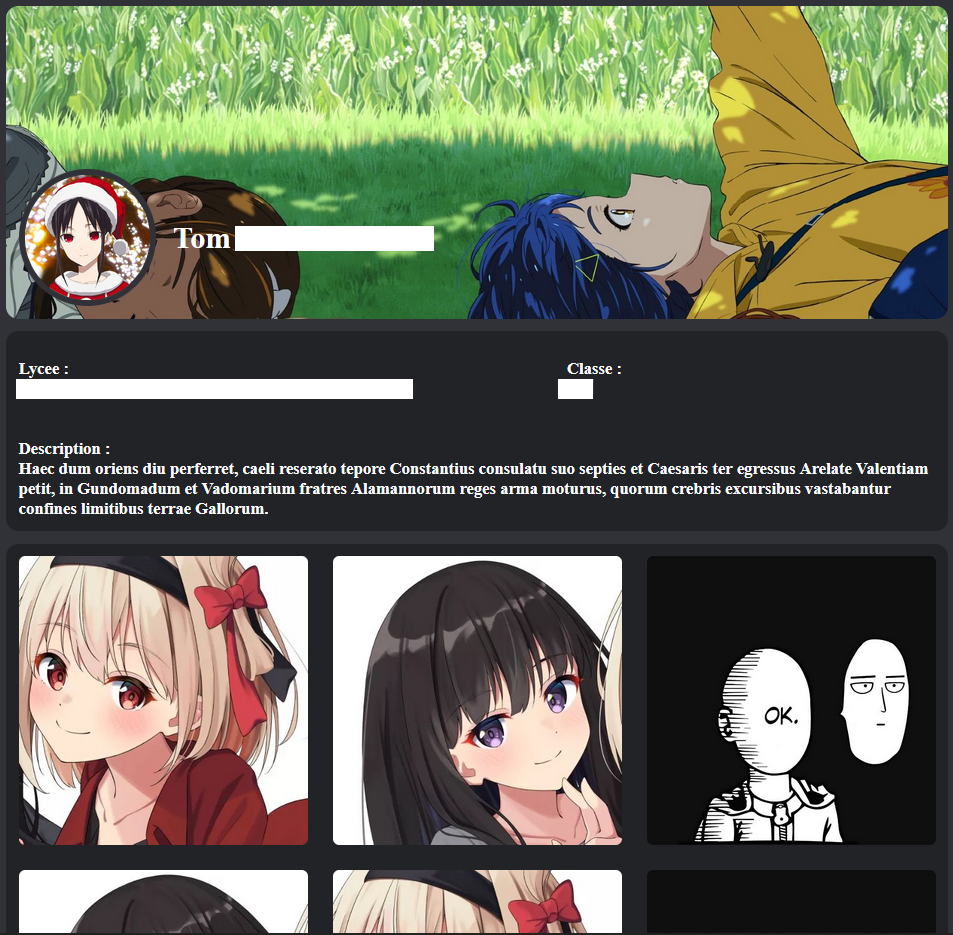 Tom
Lycee :
Classe :
Description :
Haec dum oriens diu perferret, caeli reserato tepore Constantius consulatu suo septies et Caesaris ter egressus Arelate Valentiam
petit, in Gundomadum et Vadomarium fratres Alamannorum reges arma moturus, quorum crebris excursibus vastabantur
confines limitibus terrae Gallorum.
OK.